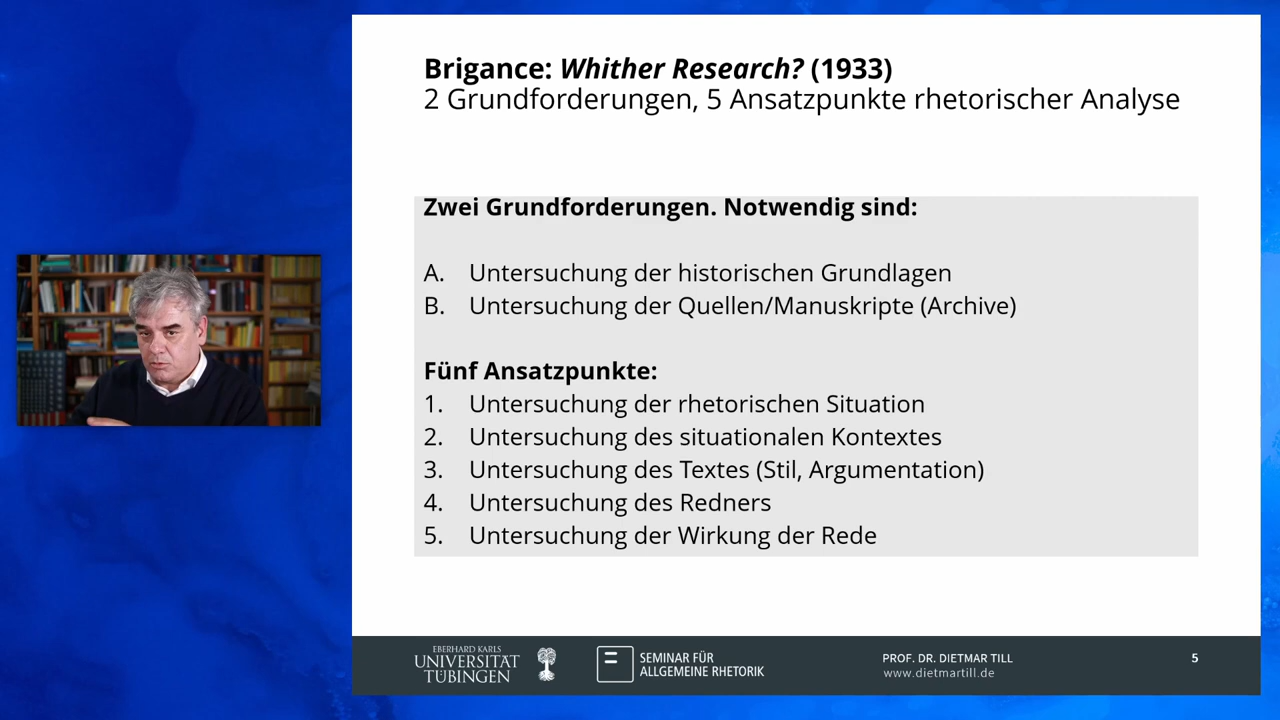 Brigance: Whither Research? (1933)
2 Grundforderungen, 5 Ansatzpunkte rhetorischer Analyse
Zwei Grundforderungen. Notwendig sind:
A. Untersuchung der historischen Grundlagen
B. Untersuchung der Quellen/Manuskripte (Archive)
Fünf Ansatzpunkte:
1. Untersuchung der rhetorischen Situation
2. Untersuchung des situationalen Kontextes
3. Untersuchung des Textes (Stil, Argumentation)
4. Untersuchung des Redners
5. Untersuchung der Wirkung der Rede
EBERHARD KARLS
UNIVERSITÄT
TÜBINGEN
SEMINAR FÜR
ALLGEMEINE RHETORIK
PROF. DR. DIETMAR TILL
www.dietmartill.de
5